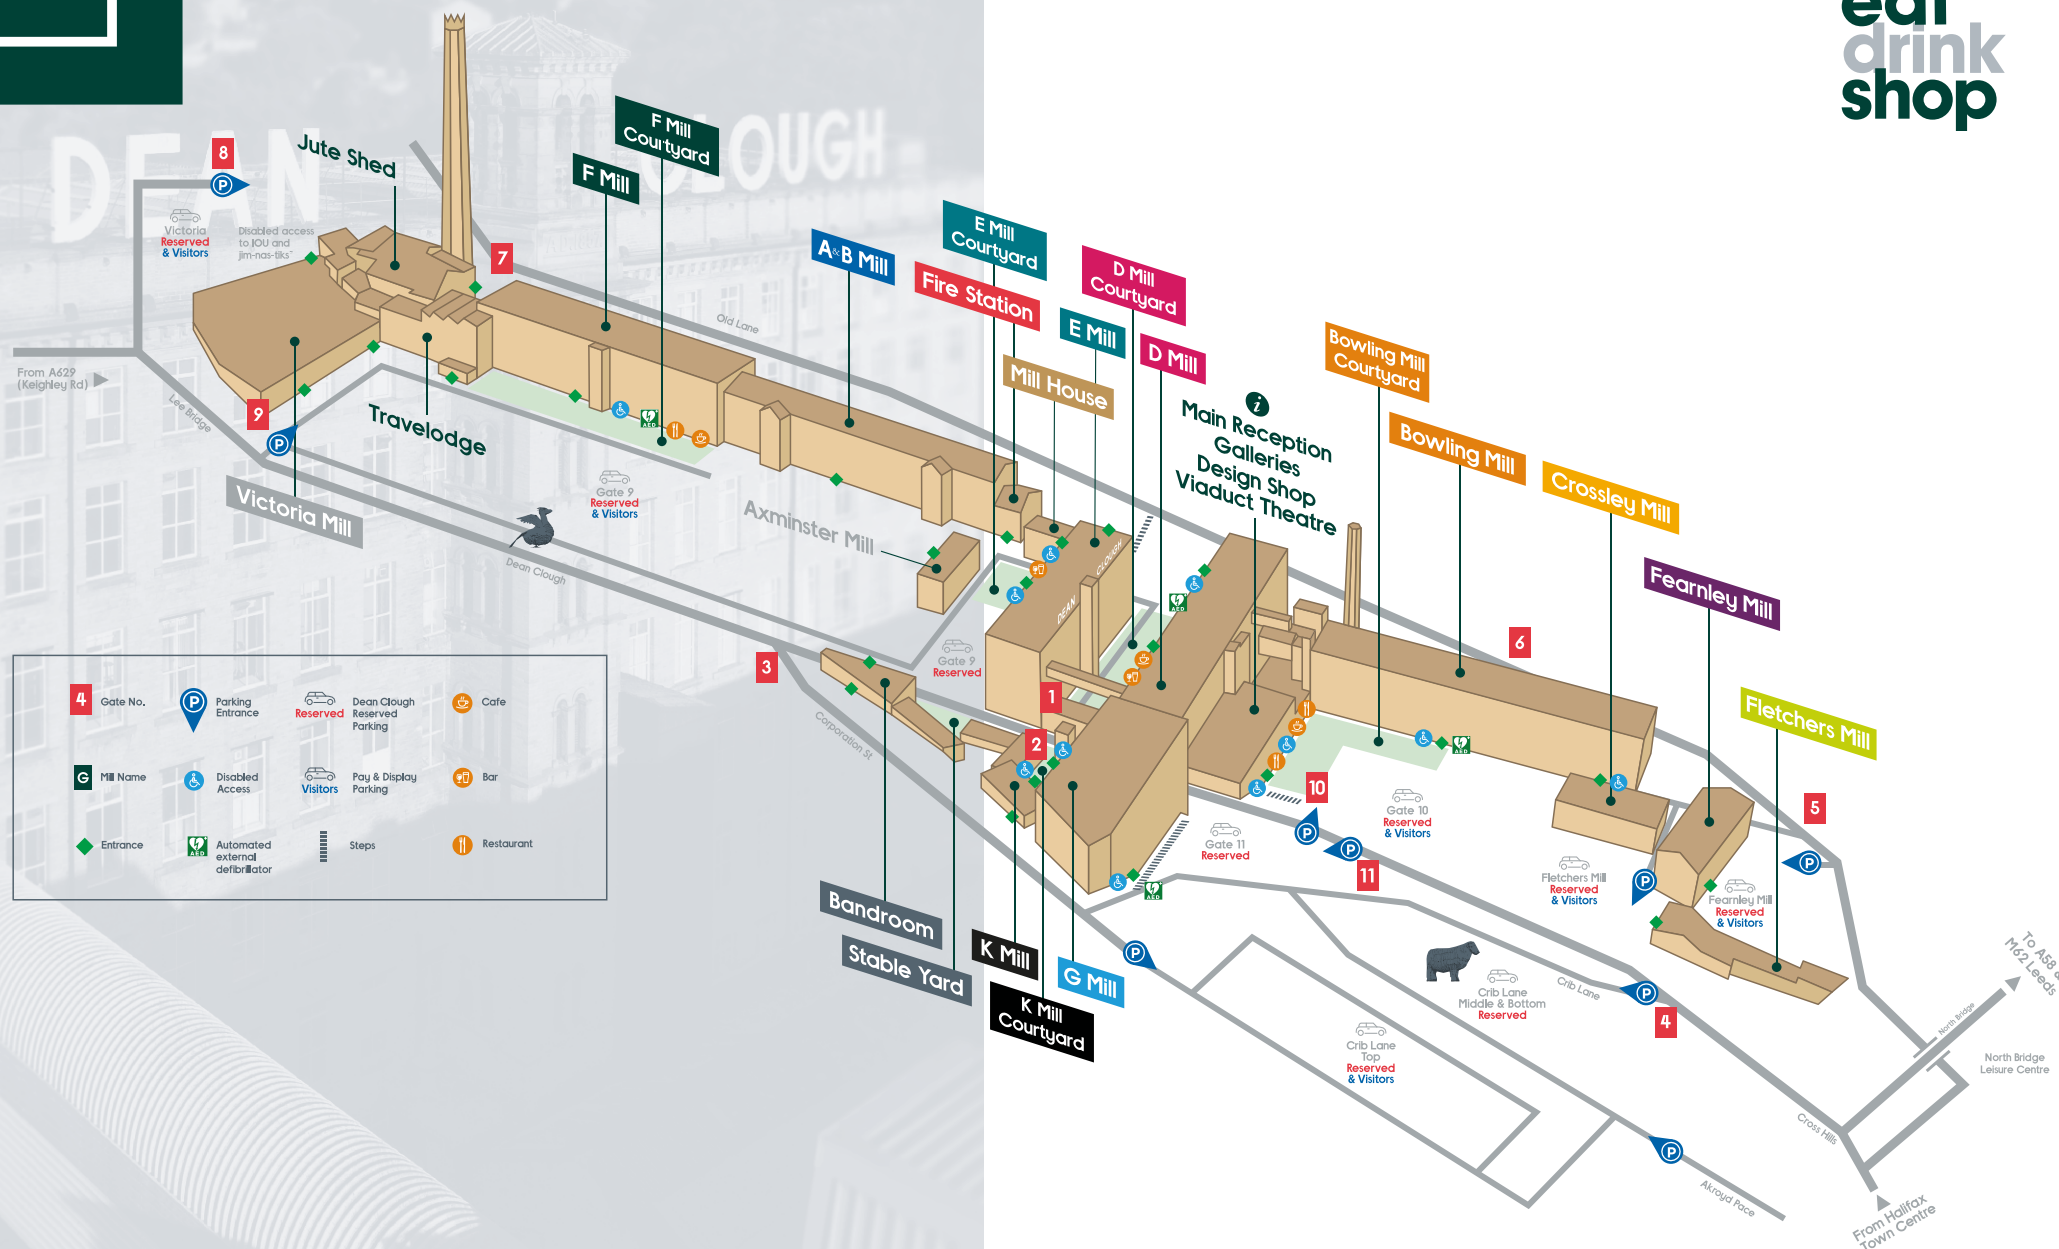 eat
drink
shop
DEAN CLOUGH
8
Jute Shed
F Mill
Courtyard
F Mill
7
Victoria
Reserved
& Visitors
Disabled access
to IOU and
jim-nas-tiks
A&B Mill
E Mill
Courtyard
Fire Station
D Mill
Courtyard
E Mill
D Mill
Mill House
Old Lane
From A629
(Keighley Rd)
Lee Bridge
9
Travelodge
Victoria Mill
Gate 9
Reserved
& Visitors
Axminster Mill
Dean Clough
i
Main Reception
Galleries
Design Shop
Viaduct Theatre
Bowling Mill
Courtyard
Bowling Mill
Crossley Mill
Fearnley Mill
Fletchers Mill
DEAN
CLOUGH
Gate 9
Reserved
3
1
2
6
10
5
11
4
Corporation St
Gate 11
Reserved
Gate 10
Reserved
& Visitors
Fletchers Mill
Reserved
& Visitors
Fearnley Mill
Reserved
& Visitors
Bandroom
Stable Yard
K Mill
G Mill
K Mill
Courtyard
Crib Lane
Middle & Bottom
Reserved
Crib Lane
Crib Lane
Top
Reserved
& Visitors
To A58 &
M62 Leeds
North Bridge
North Bridge
Leisure Centre
Cross Hills
Akroyd Pace
From Halifax
Town Centre
4
Gate No.
P
Parking
Entrance
Reserved
Dean Clough
Reserved
Parking
Cafe
G
Mill Name
Disabled
Access
Visitors
Pay & Display
Parking
Bar
Entrance
AED
Automated
external
defibrillator
Steps
Restaurant